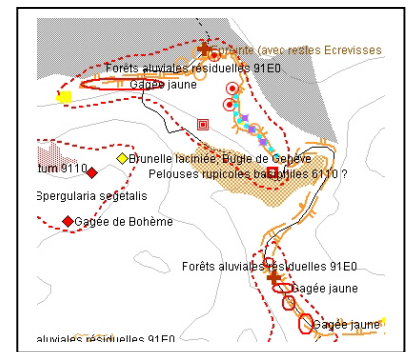 Epreinte (avec restes Ecrevisses
Forêts aluviales résiduelles 91E0
Gagée jaune
Brunelle laciniée, Bugle de Genève
tum 9110
Pelouses rupicoles basiphiles 6110 ?
Spergularia segetalis
Gagée de Bohème
Forêts aluviales résiduelles 91E0
Gagée jaune
Gagée jaune
aluviales résiduelles 91E0